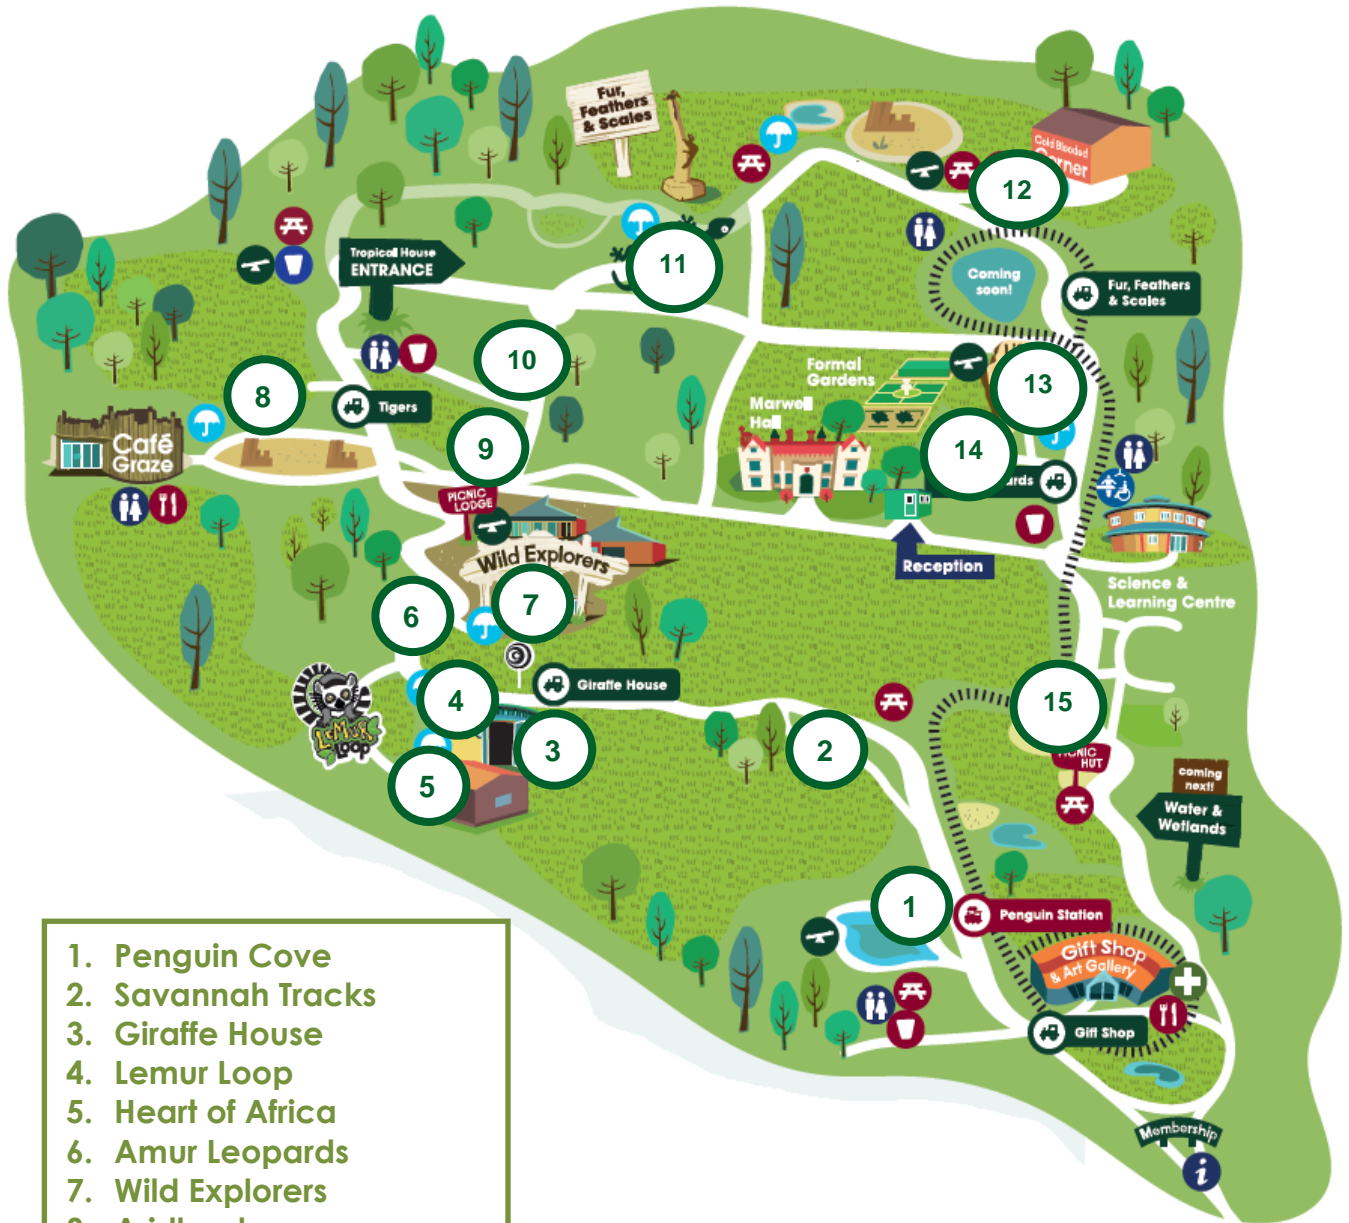 Fur,
Feathers
& Scales
Cold Blooded
Corner
12
Tropical House
ENTRANCE
11
Coming
soon!
Fur, Feathers
& Scales
10
Formal
Gardens
13
8
Tigers
Marwell
Hall
Café
Graze
9
14
PICNIC
LODGE
Wild Explorers
Reception
Science &
Learning Centre
6
7
Giraffe House
4
15
LEMUR
LOOP
3
2
PICNIC
HUT
5
coming
next!
Water &
Wetlands
1
Penguin Station
Gift Shop
& Art Gallery
Gift Shop
Membership
i
1. Penguin Cove
2. Savannah Tracks
3. Giraffe House
4. Lemur Loop
5. Heart of Africa
6. Amur Leopards
7. Wild Explorers